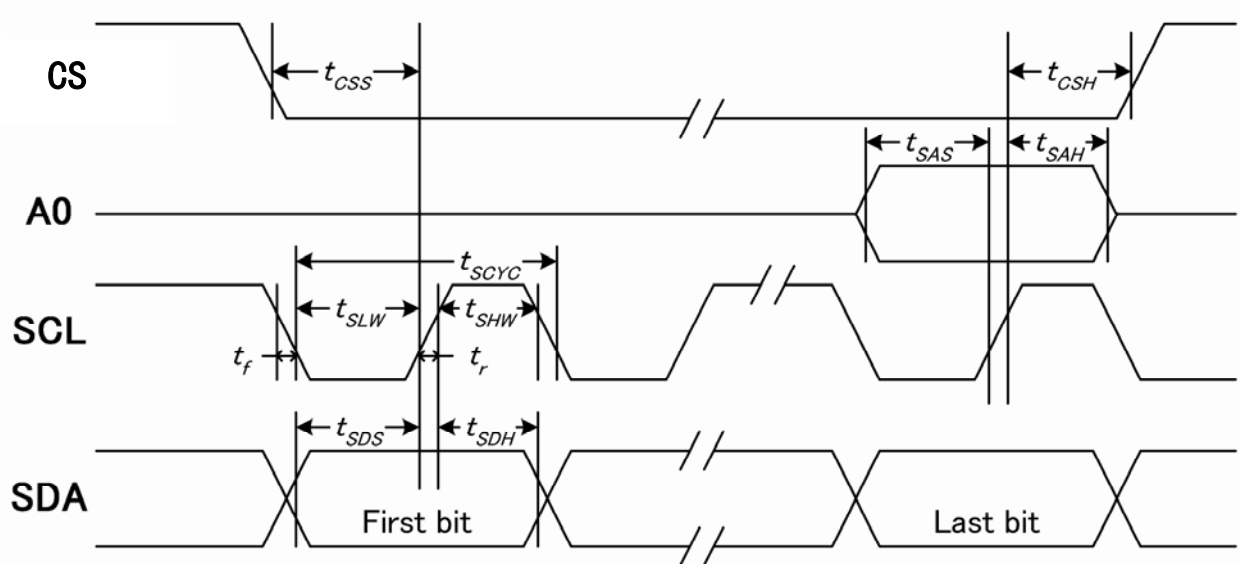 CS
tCSS
tCSH
tSAS
tSAH
A0
tSCYC
SCL
tSLW
tSHW
tf
tr
tSDS
tSDH
SDA
First bit
Last bit